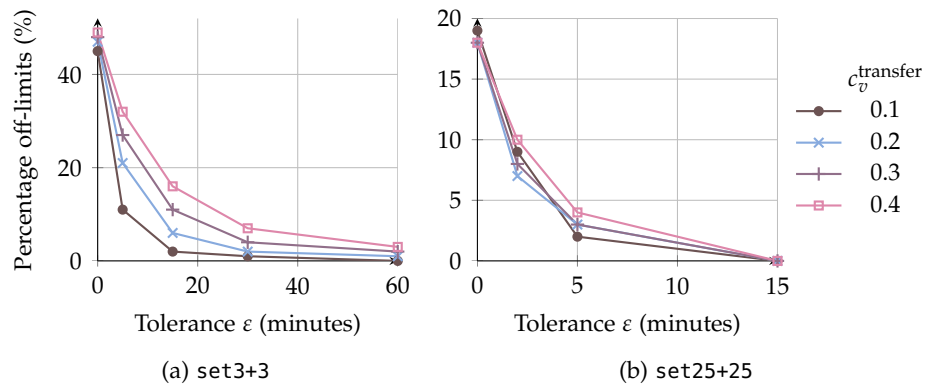 Percentage off-limits (%)
40
20
0
0 20 40 60
Tolerance ε (minutes)
(a) set3+3
20
15
10
5
0
0 5 10 15
Tolerance ε (minutes)
(b) set25+25
c_v^transfer
0.1
0.2
0.3
0.4